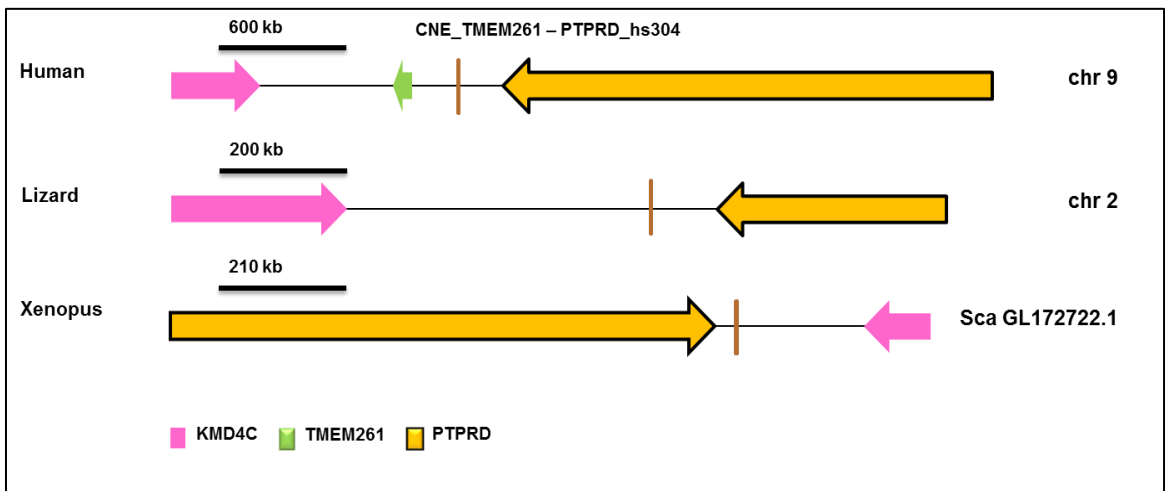 600 kb
CNE_TMEM261 – PTPRD_hs304
Human
chr 9
200 kb
Lizard
chr 2
210 kb
Xenopus
Sca GL172722.1
KMD4C
TMEM261
PTPRD